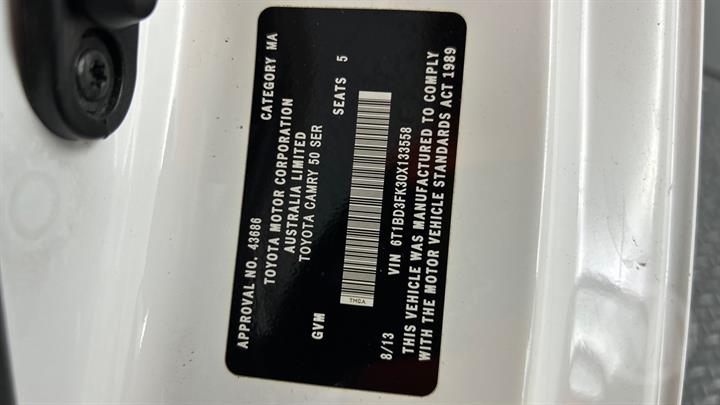 APPROVAL NO. 43686 CATEGORY MA
TOYOTA MOTOR CORPORATION
AUSTRALIA LIMITED
TOYOTA CAMRY 50 SER
GVM SEATS 5
TMCA
8/13 VIN 6T1BD3FK30X133558
THIS VEHICLE WAS MANUFACTURED TO COMPLY
WITH THE MOTOR VEHICLE STANDARDS ACT 1989